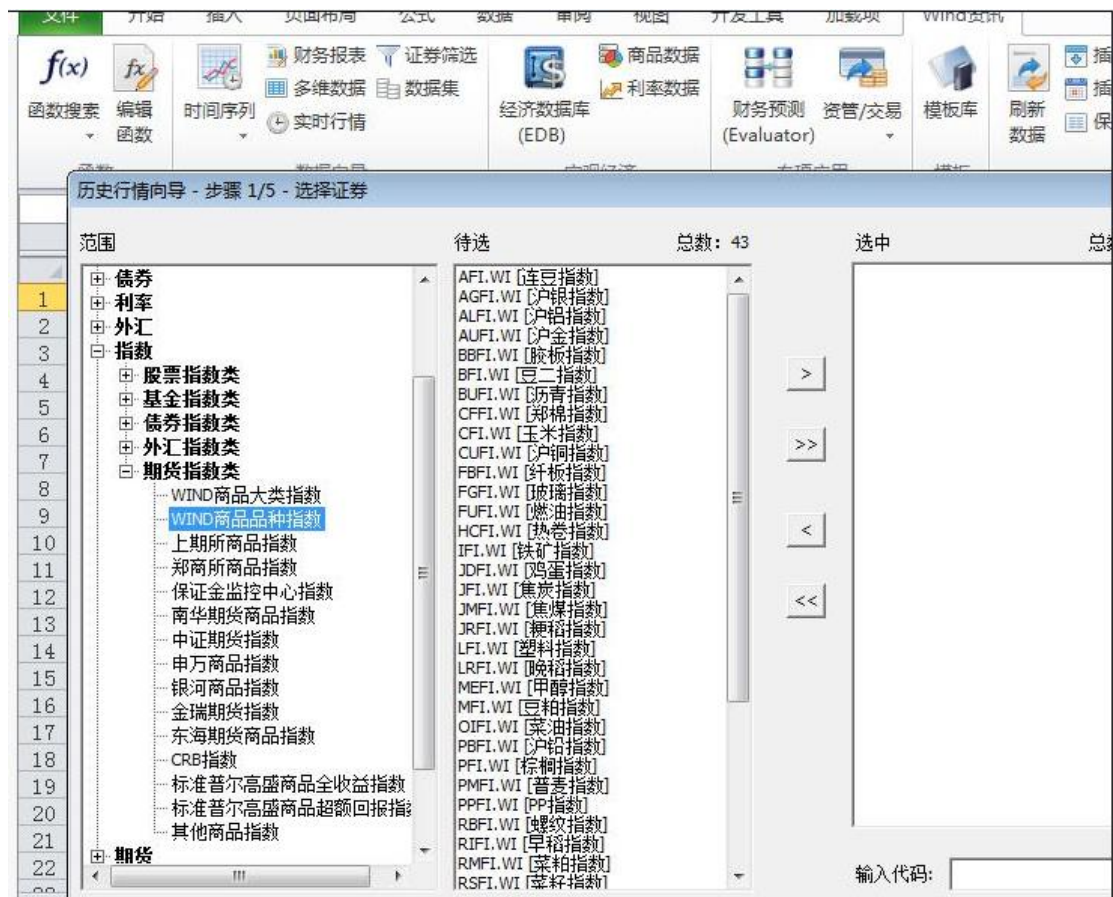 文件 开始 插入 页面布局 公式 数据 审阅 视图 开发工具 加载项 Wind资讯
f(x) fx 财务报表 证券筛选 商品数据 插
多维数据 数据集 利率数据 插
函数搜索 编辑函数 时间序列 实时行情 经济数据库(EDB) 财务预测(Evaluator) 资管/交易 模板库 刷新数据 保
函数 数据向导 宏观经济 专项应用 模板
历史行情向导 - 步骤 1/5 - 选择证券
范围
债券
利率
外汇
指数
股票指数类
基金指数类
债券指数类
外汇指数类
期货指数类
WIND商品大类指数
WIND商品品种指数
上期所商品指数
郑商所商品指数
保证金监控中心指数
南华期货商品指数
中证期货指数
申万商品指数
银河商品指数
金瑞期货指数
东海期货商品指数
CRB指数
标准普尔高盛商品全收益指数
标准普尔高盛商品超额回报指
其他商品指数
期货
待选 总数: 43
AFI.WI [连豆指数]
AGFI.WI [沪银指数]
ALFI.WI [沪铝指数]
AUFI.WI [沪金指数]
BBFI.WI [胶板指数]
BFI.WI [豆二指数]
BUFI.WI [沥青指数]
CFFI.WI [郑棉指数]
CFI.WI [玉米指数]
CUFI.WI [沪铜指数]
FBFI.WI [纤板指数]
FGFI.WI [玻璃指数]
FUFI.WI [燃油指数]
HCFI.WI [热卷指数]
IFI.WI [铁矿指数]
JDFI.WI [鸡蛋指数]
JFI.WI [焦炭指数]
JMFI.WI [焦煤指数]
JRFI.WI [粳稻指数]
LFI.WI [塑料指数]
LRFI.WI [晚稻指数]
MEFI.WI [甲醇指数]
MFI.WI [豆粕指数]
OIFI.WI [菜油指数]
PBFI.WI [沪铅指数]
PFI.WI [棕榈指数]
PMFI.WI [普麦指数]
PPFI.WI [PP指数]
RBFI.WI [螺纹指数]
RIFI.WI [早稻指数]
RMFI.WI [菜粕指数]
RSFI.WI [菜籽指数]
>
>>
<
<<
选中 总数
输入代码:
1
2
3
4
5
6
7
8
9
10
11
12
13
14
15
16
17
18
19
20
21
22